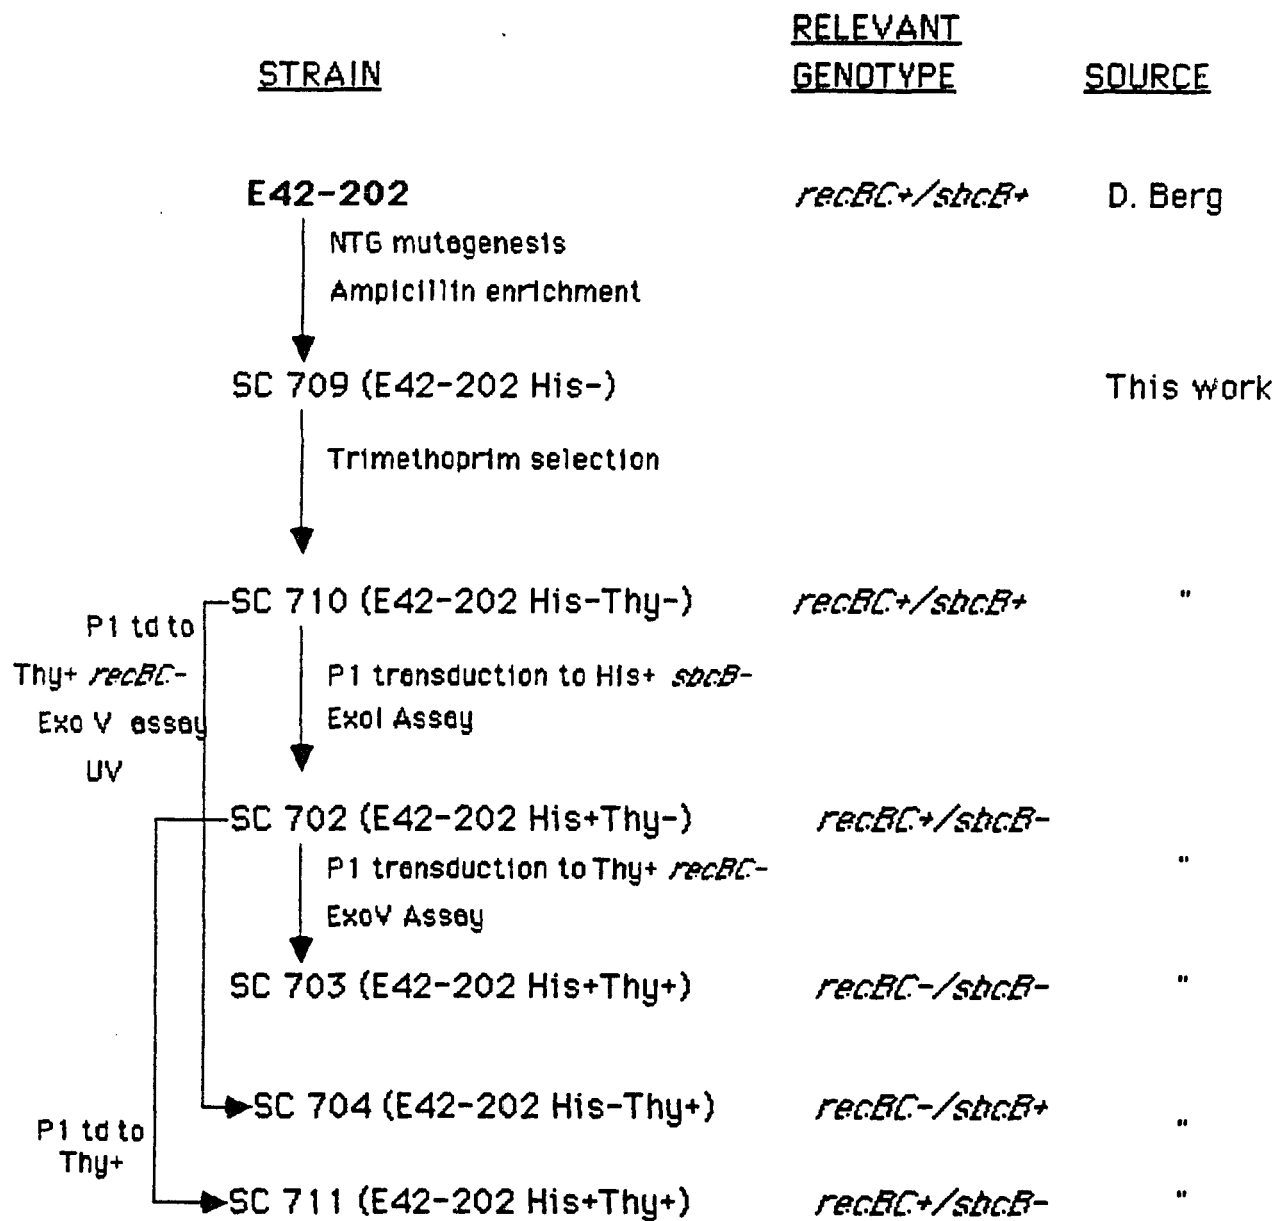 RELEVANT
STRAIN GENOTYPE SOURCE
E42-202 recBC+/sbcB+ D. Berg
NTG mutagenesis
Ampicillin enrichment
SC 709 (E42-202 His-) This work
Trimethoprim selection
SC 710 (E42-202 His-Thy-) recBC+/sbcB+ "
P1 td to
Thy+ recBC-
Exo V assay
UV
P1 transduction to His+ sbcB-
ExoI Assay
SC 702 (E42-202 His+Thy-) recBC+/sbcB-
"
P1 transduction to Thy+ recBC-
ExoV Assay
SC 703 (E42-202 His+Thy+) recBC-/sbcB- "
SC 704 (E42-202 His-Thy+) recBC-/sbcB+ "
P1 td to
Thy+
SC 711 (E42-202 His+Thy+) recBC+/sbcB- "